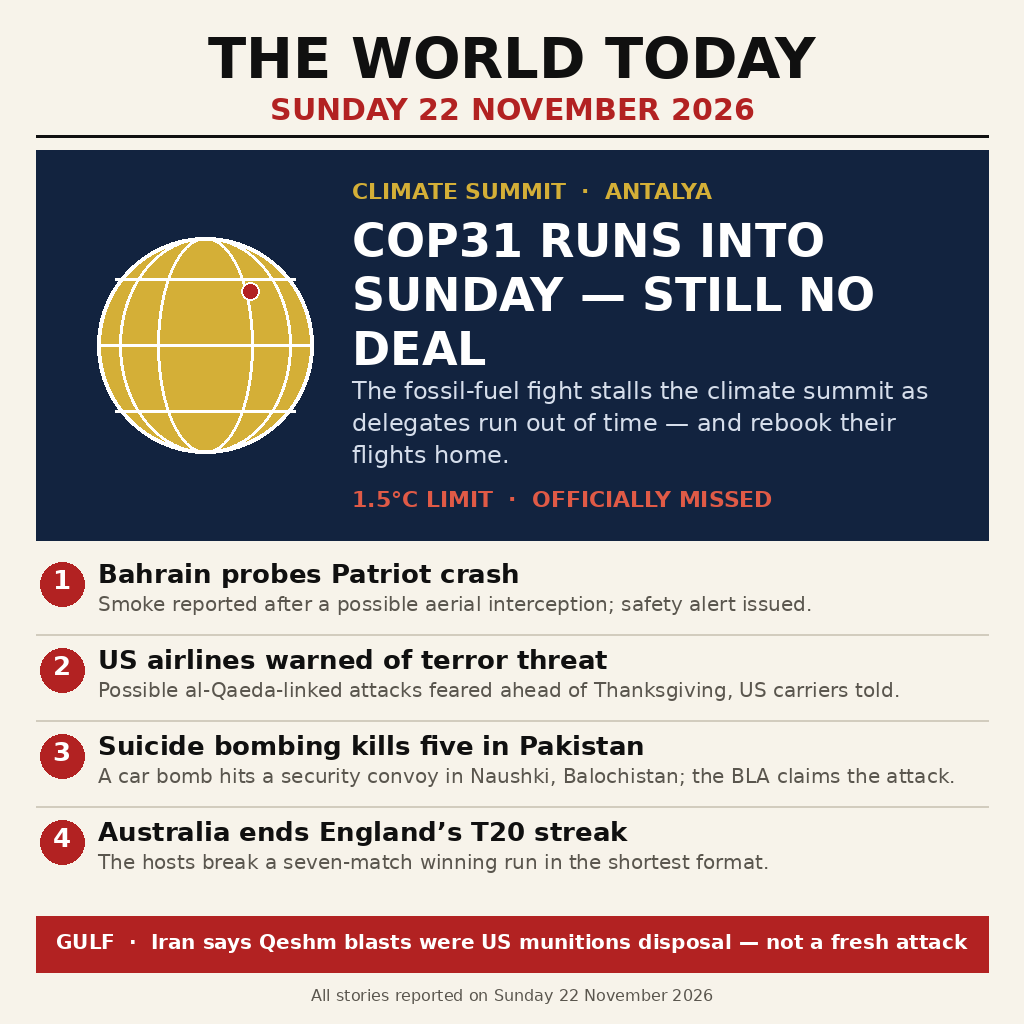 THE WORLD TODAY
SUNDAY 22 NOVEMBER 2026
CLIMATE SUMMIT · ANTALYA
COP31 RUNS INTO
SUNDAY — STILL NO
DEAL
The fossil-fuel fight stalls the climate summit as
delegates run out of time — and rebook their
flights home.
1.5°C LIMIT · OFFICIALLY MISSED
1
Bahrain probes Patriot crash
Smoke reported after a possible aerial interception; safety alert issued.
2
US airlines warned of terror threat
Possible al-Qaeda-linked attacks feared ahead of Thanksgiving, US carriers told.
3
Suicide bombing kills five in Pakistan
A car bomb hits a security convoy in Naushki, Balochistan; the BLA claims the attack.
4
Australia ends England’s T20 streak
The hosts break a seven-match winning run in the shortest format.
GULF · Iran says Qeshm blasts were US munitions disposal — not a fresh attack
All stories reported on Sunday 22 November 2026